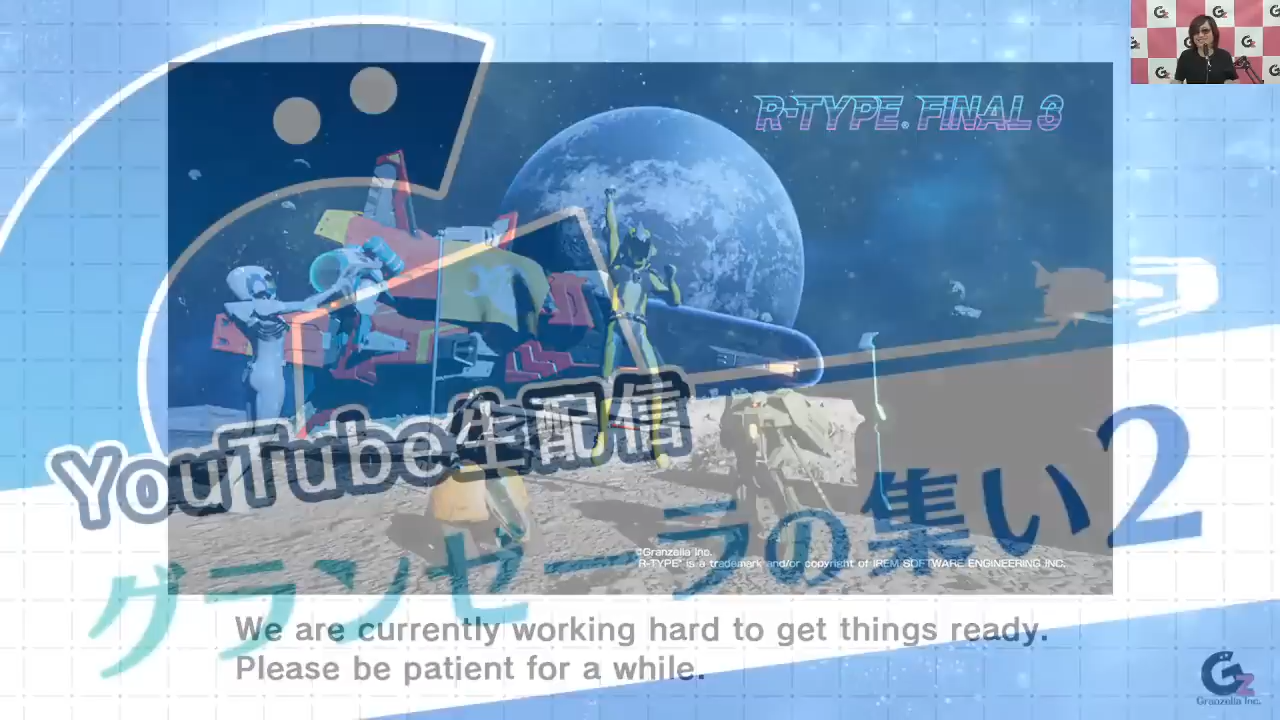 R-TYPE® FINAL 3
YouTube生配信
グランゼーラの集い2
©Granzella Inc.
R-TYPE® is a trademark and/or copyright of IREM SOFTWARE ENGINEERING INC.
We are currently working hard to get things ready.
Please be patient for a while.
Gz
Granzella Inc.